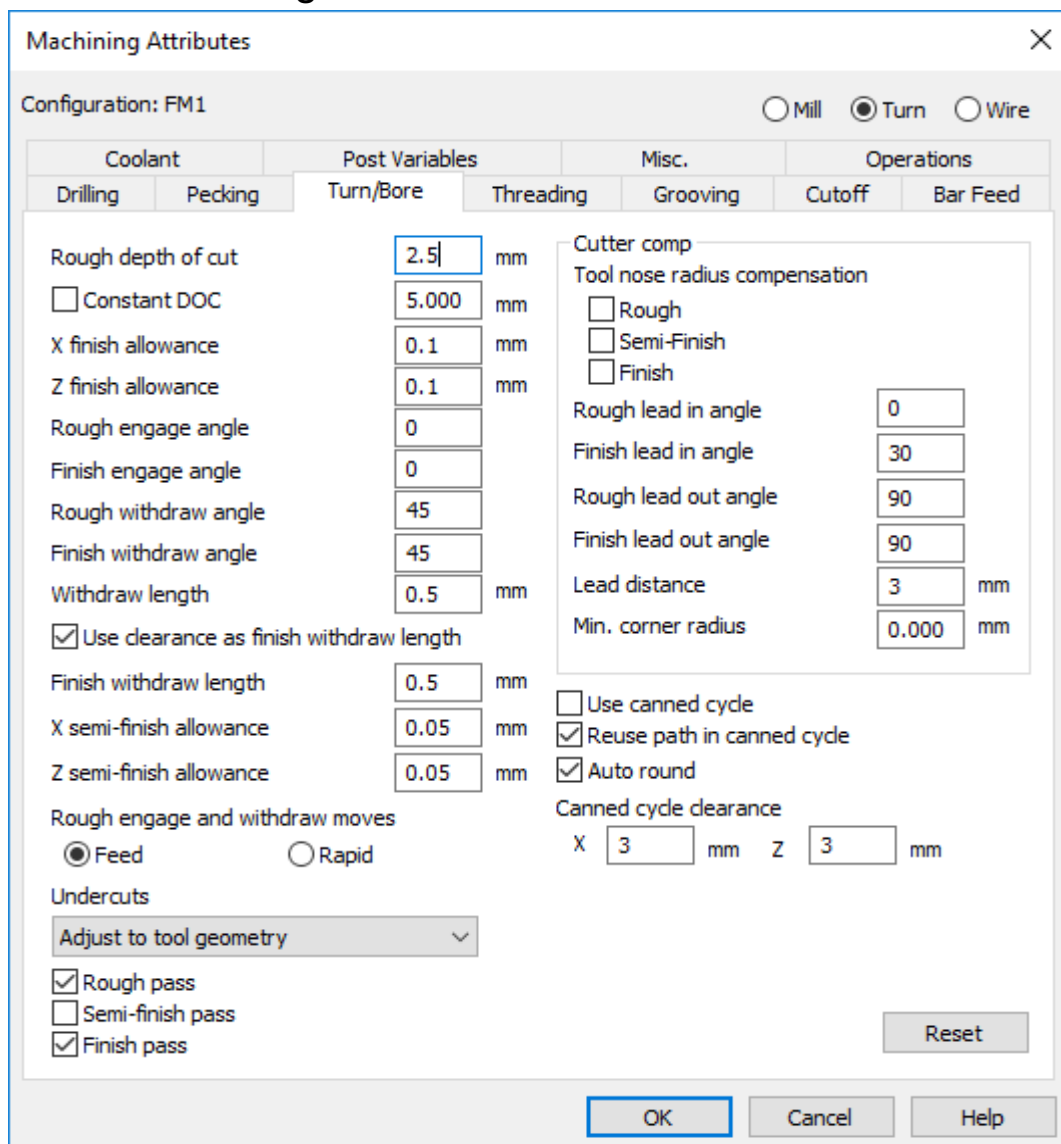 Machining Attributes
Configuration: FM1
Mill Turn Wire
Coolant Post Variables Misc. Operations
Drilling Pecking Turn/Bore Threading Grooving Cutoff Bar Feed
Rough depth of cut 2.5 mm
Constant DOC 5.000 mm
X finish allowance 0.1 mm
Z finish allowance 0.1 mm
Rough engage angle 0
Finish engage angle 0
Rough withdraw angle 45
Finish withdraw angle 45
Withdraw length 0.5 mm
Use clearance as finish withdraw length
Finish withdraw length 0.5 mm
X semi-finish allowance 0.05 mm
Z semi-finish allowance 0.05 mm
Rough engage and withdraw moves
Feed Rapid
Undercuts
Adjust to tool geometry
Rough pass
Semi-finish pass
Finish pass
Cutter comp
Tool nose radius compensation
Rough
Semi-Finish
Finish
Rough lead in angle 0
Finish lead in angle 30
Rough lead out angle 90
Finish lead out angle 90
Lead distance 3 mm
Min. corner radius 0.000 mm
Use canned cycle
Reuse path in canned cycle
Auto round
Canned cycle clearance
X 3 mm Z 3 mm
Reset
OK Cancel Help